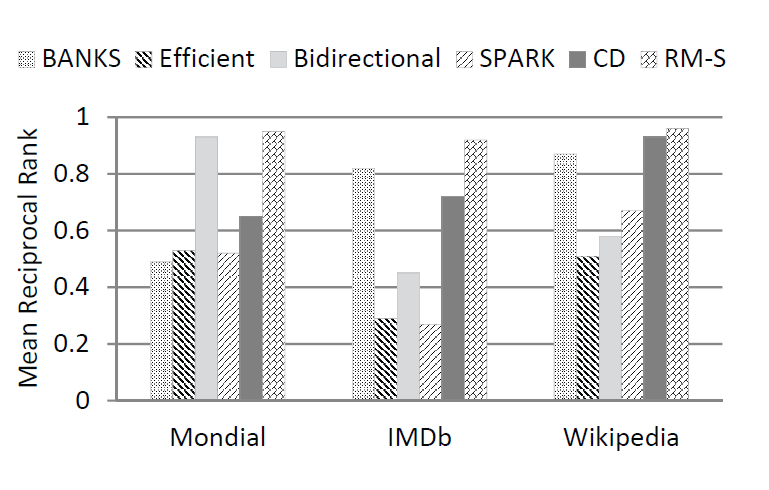 BANKS Efficient Bidirectional SPARK CD RM-S
Mean Reciprocal Rank
1
0.8
0.6
0.4
0.2
0
Mondial IMDb Wikipedia